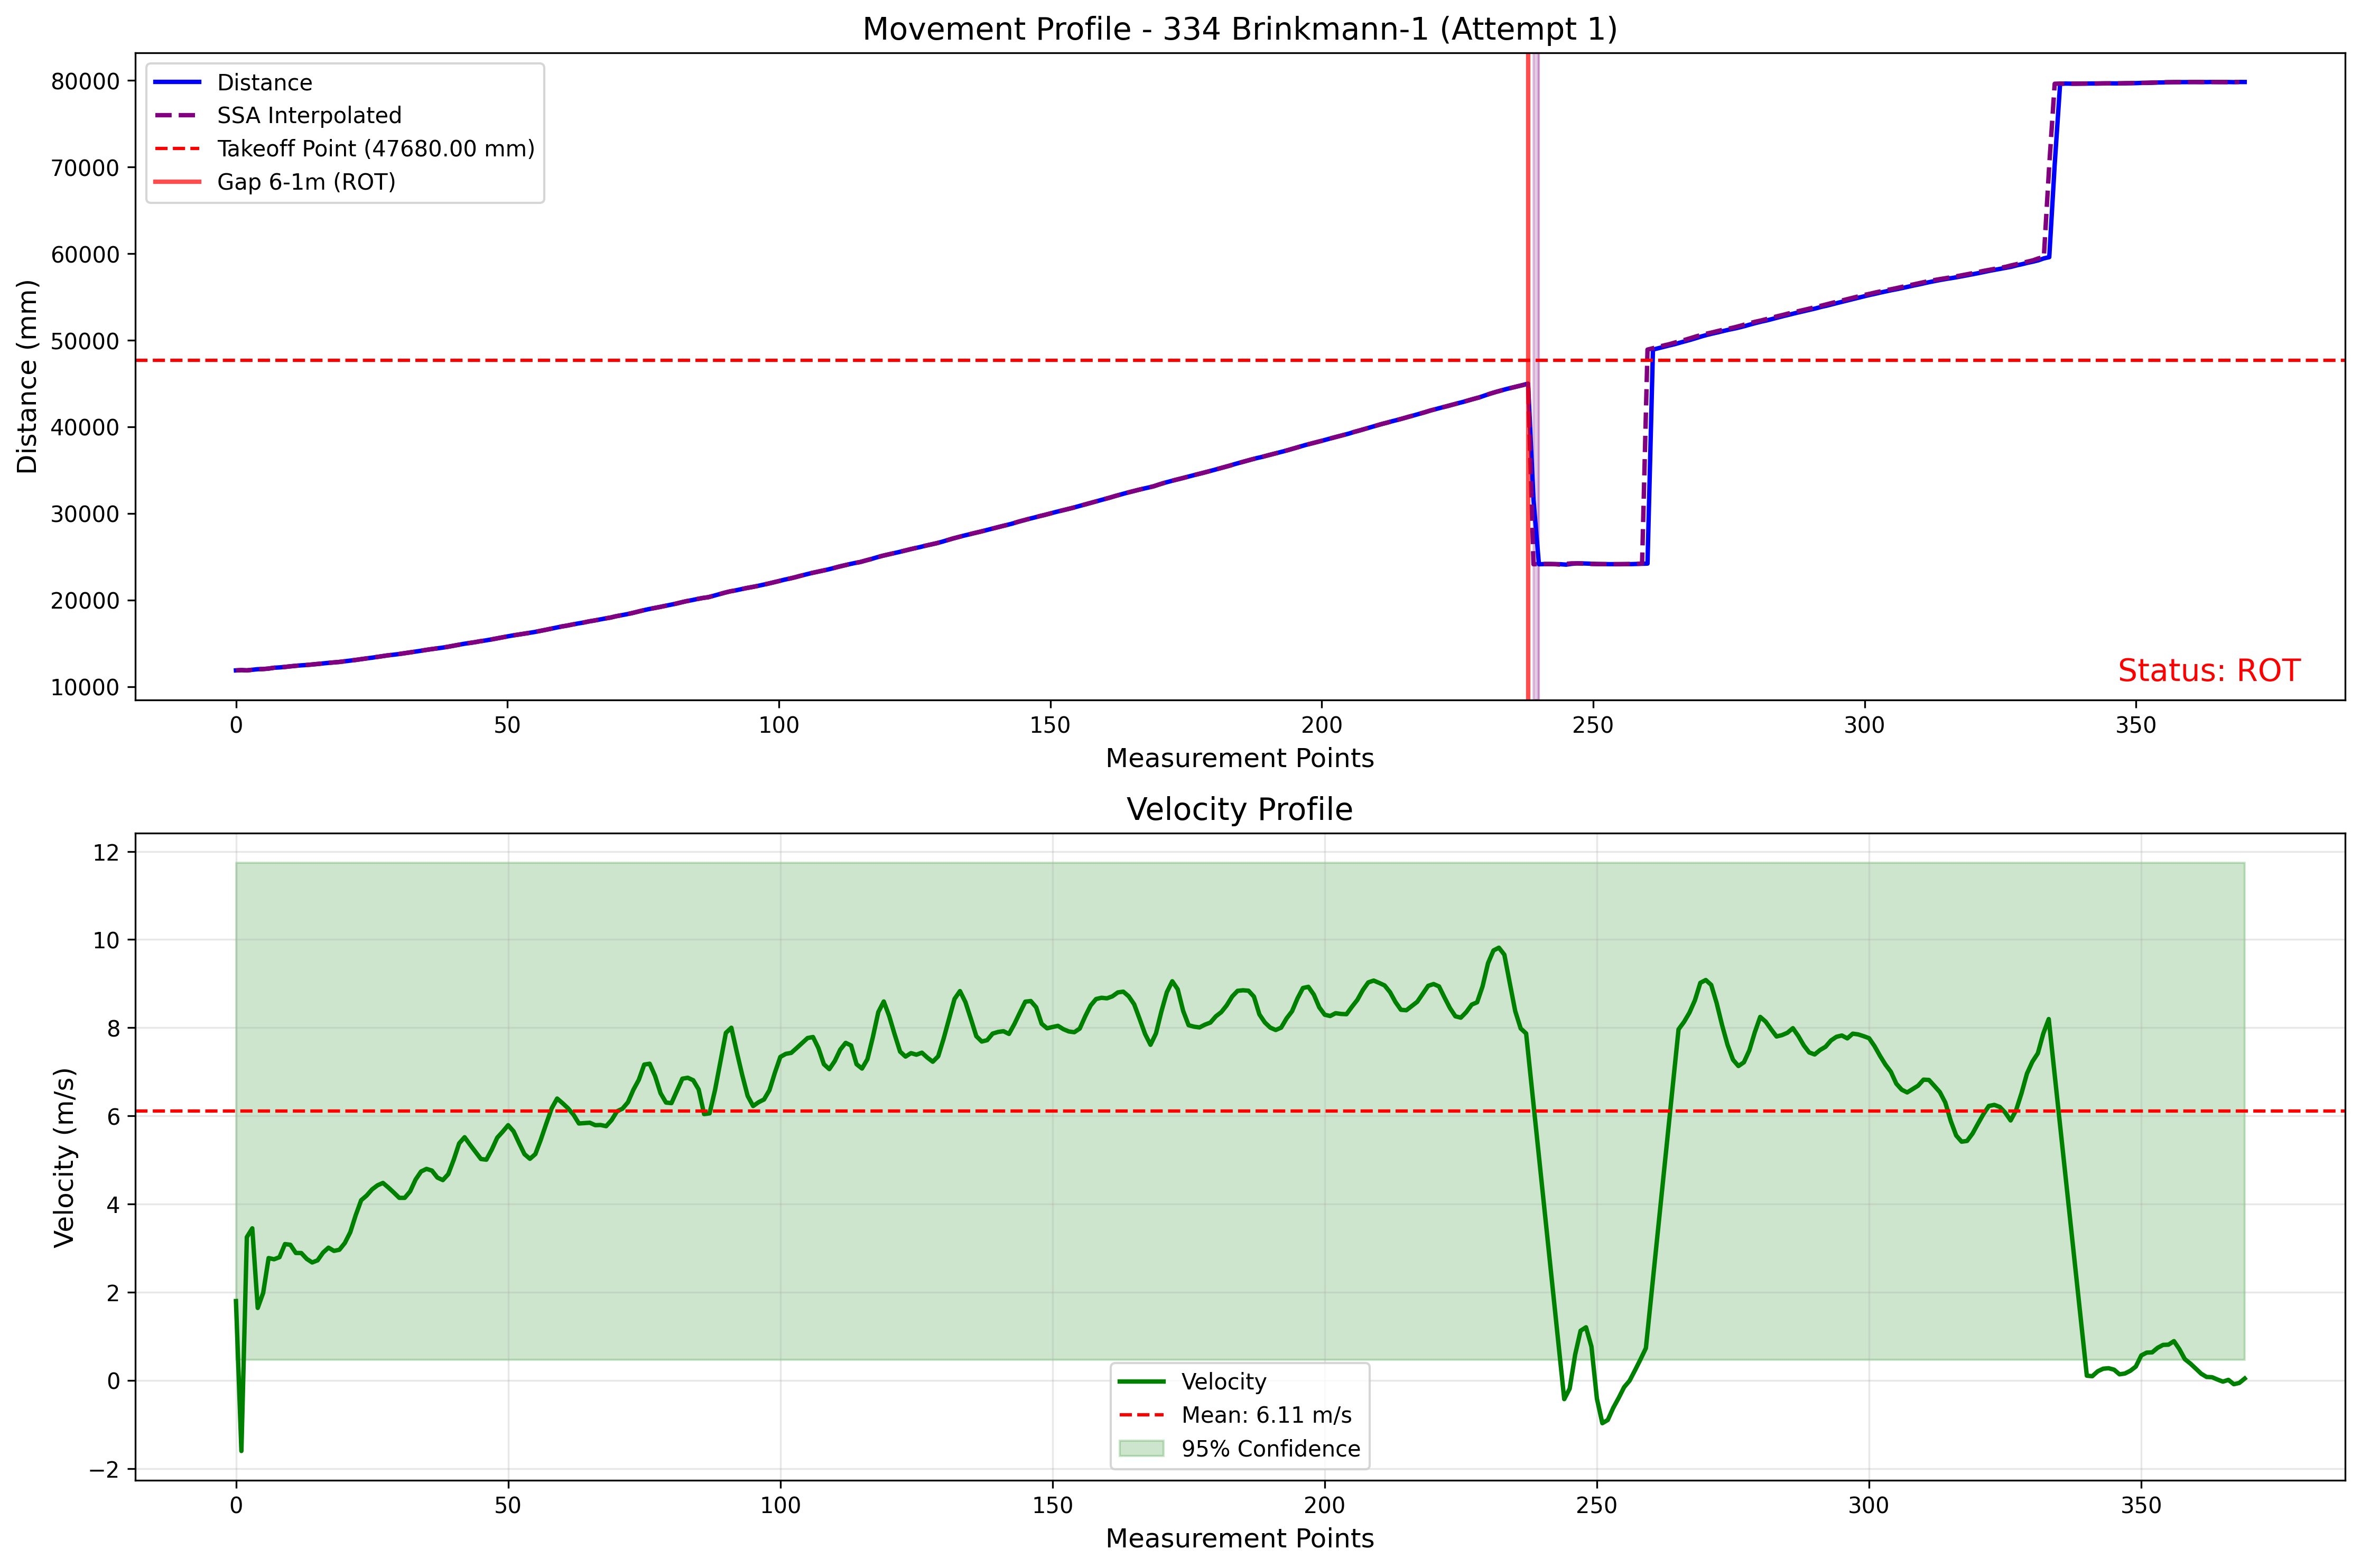 Movement Profile - 334 Brinkmann-1 (Attempt 1)
Distance
SSA Interpolated
Takeoff Point (47680.00 mm)
Gap 6-1m (ROT)
Distance (mm)
80000
70000
60000
50000
40000
30000
20000
10000
Status: ROT
0 50 100 150 200 250 300 350
Measurement Points
Velocity Profile
Velocity (m/s)
12
10
8
6
4
2
0
−2
Velocity
Mean: 6.11 m/s
95% Confidence
0 50 100 150 200 250 300 350
Measurement Points